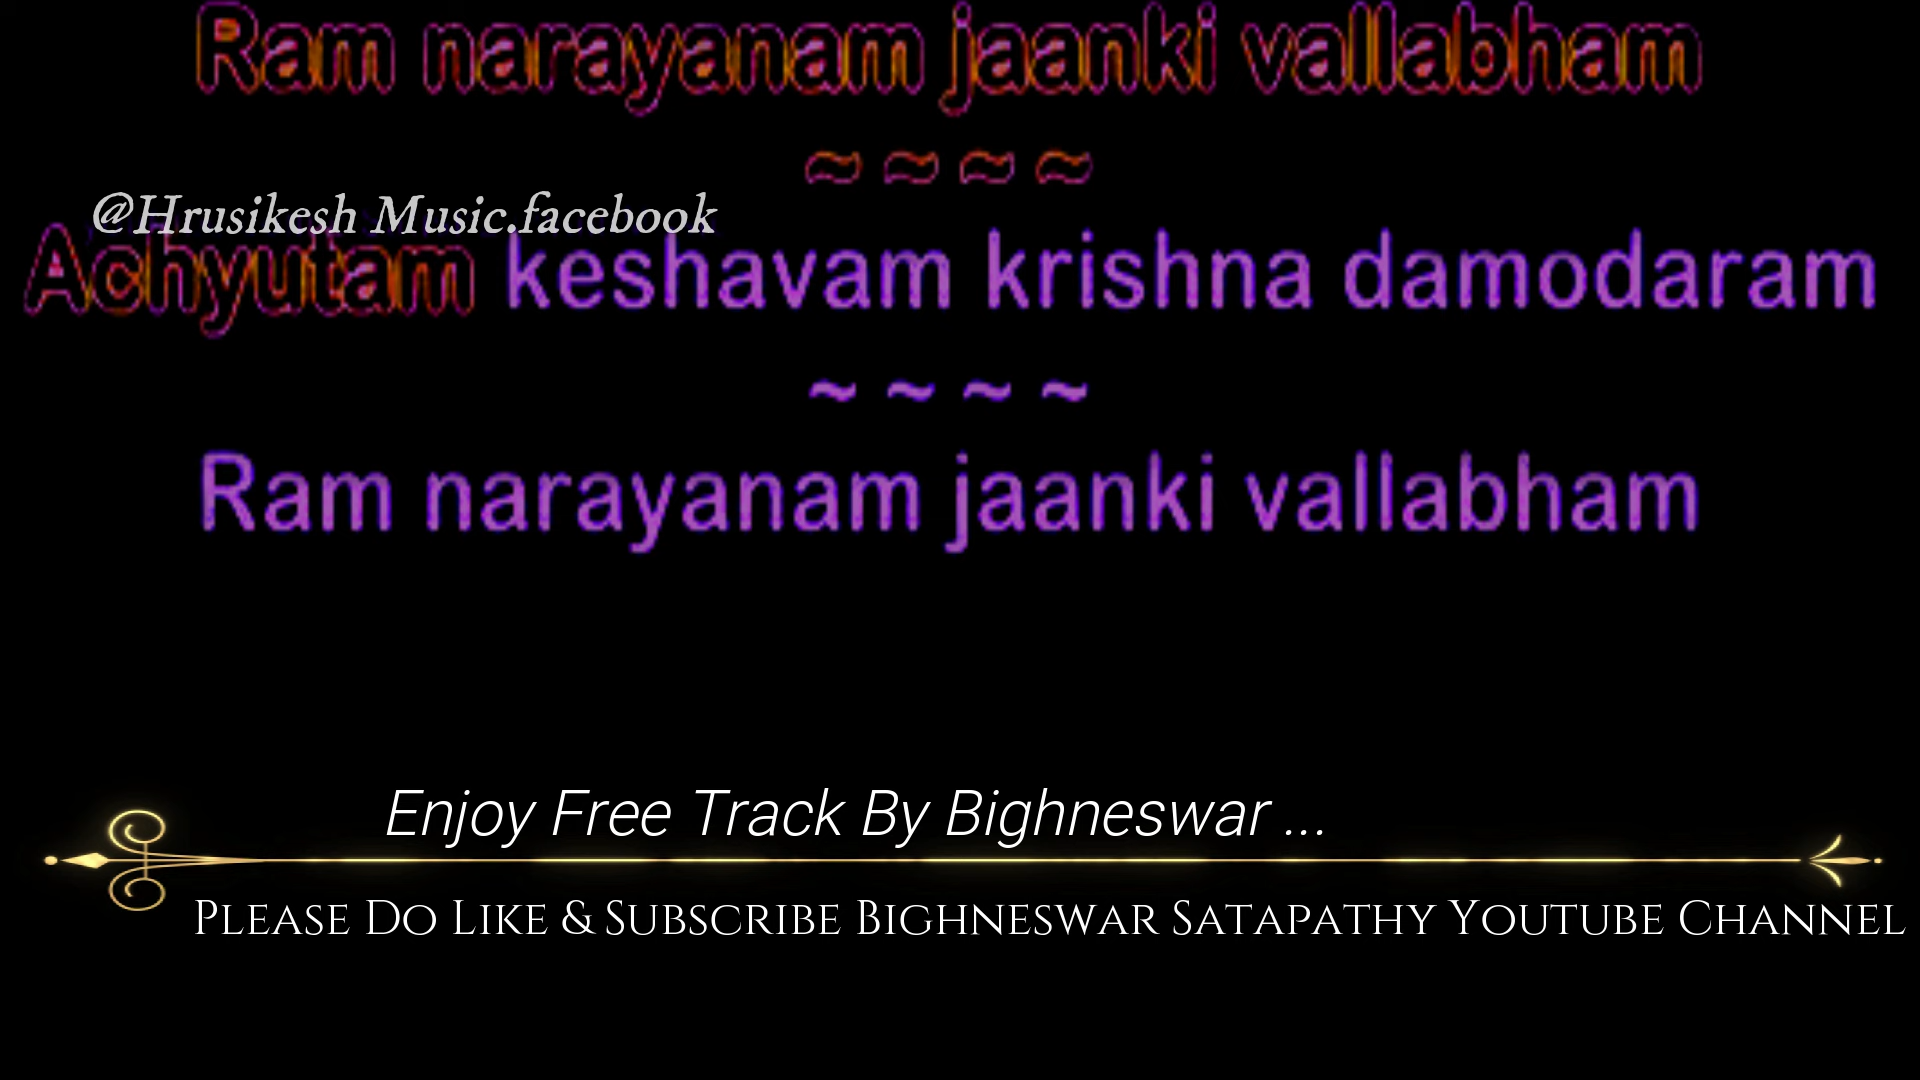 Ram narayanam jaanki vallabham
~ ~ ~ ~
@Hrusikesh Music.facebook
Achyutam keshavam krishna damodaram
~ ~ ~ ~
Ram narayanam jaanki vallabham
Enjoy Free Track By Bighneswar ...
Please Do Like & Subscribe Bighneswar Satapathy Youtube Channel